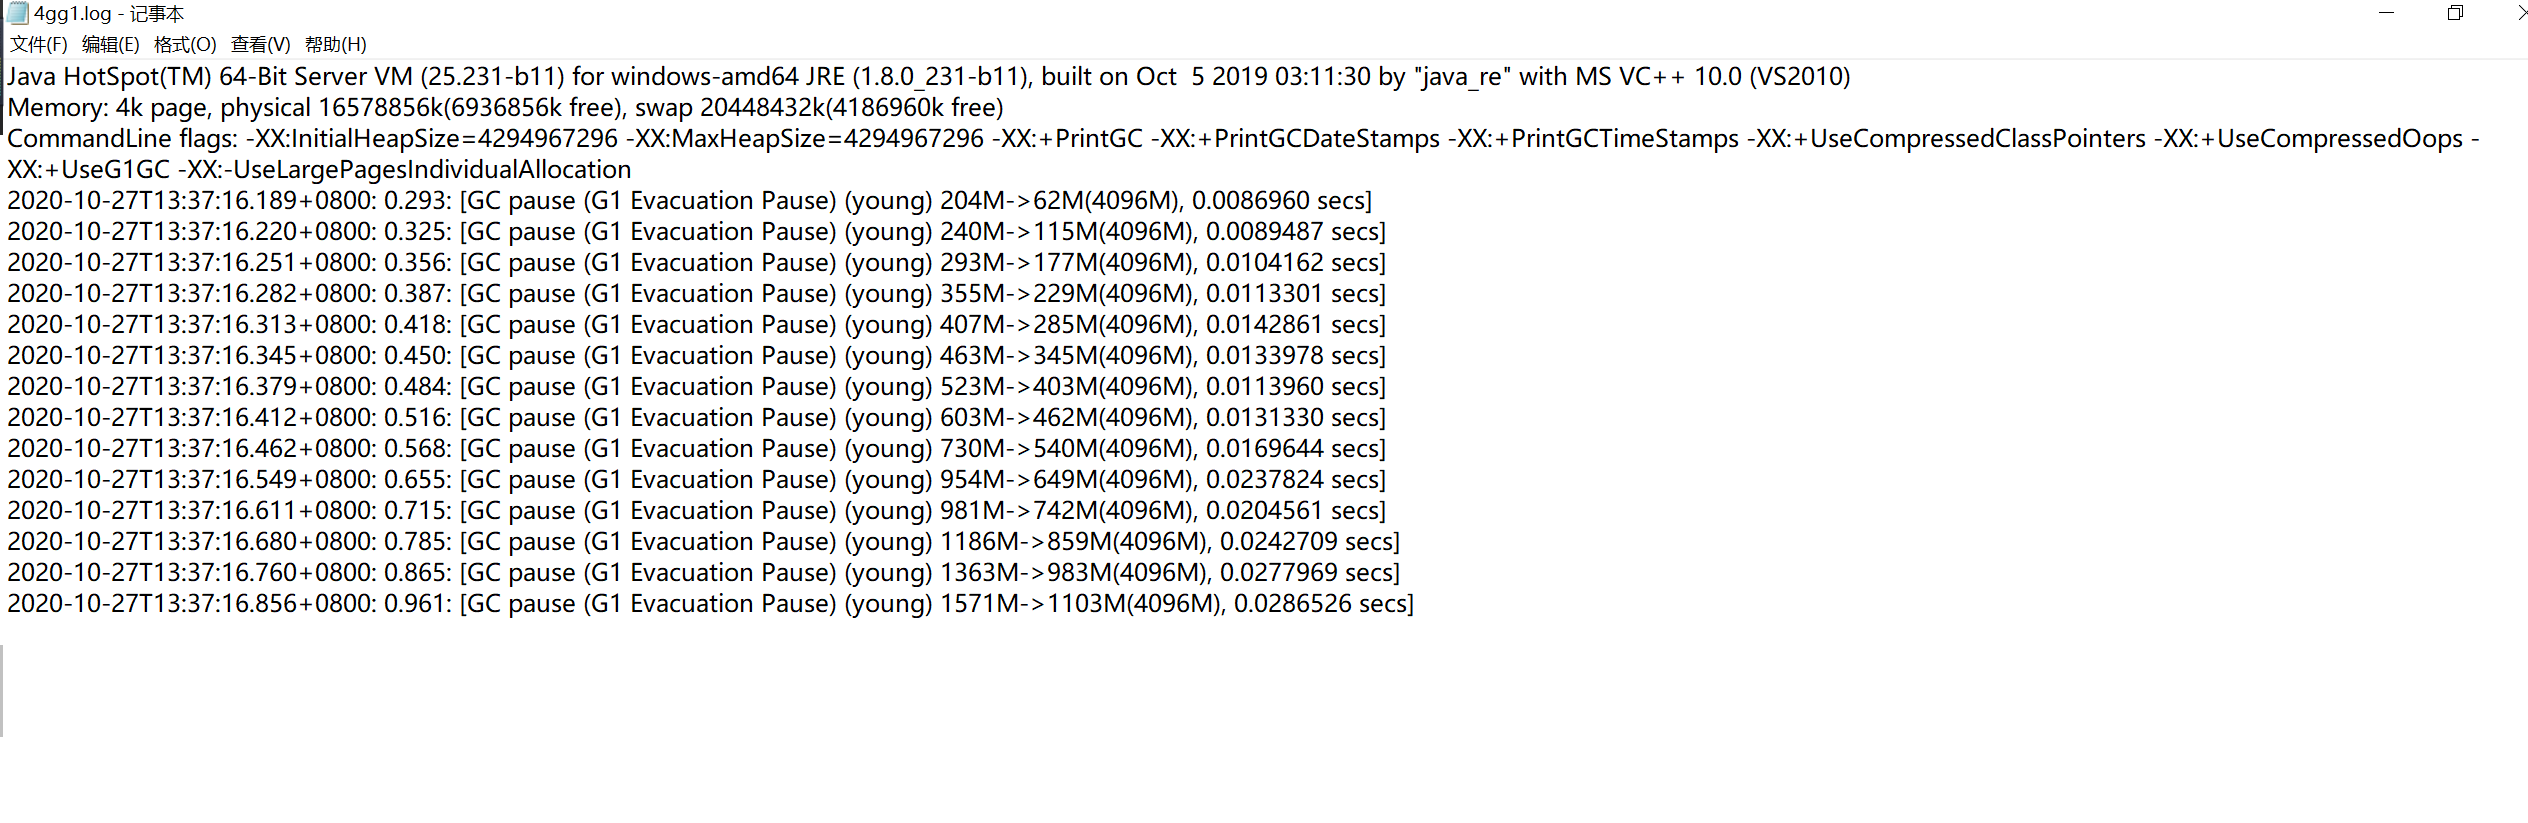 4gg1.log - 记事本
文件(F) 编辑(E) 格式(O) 查看(V) 帮助(H)
Java HotSpot(TM) 64-Bit Server VM (25.231-b11) for windows-amd64 JRE (1.8.0_231-b11), built on Oct  5 2019 03:11:30 by "java_re" with MS VC++ 10.0 (VS2010)
Memory: 4k page, physical 16578856k(6936856k free), swap 20448432k(4186960k free)
CommandLine flags: -XX:InitialHeapSize=4294967296 -XX:MaxHeapSize=4294967296 -XX:+PrintGC -XX:+PrintGCDateStamps -XX:+PrintGCTimeStamps -XX:+UseCompressedClassPointers -XX:+UseCompressedOops -
XX:+UseG1GC -XX:-UseLargePagesIndividualAllocation
2020-10-27T13:37:16.189+0800: 0.293: [GC pause (G1 Evacuation Pause) (young) 204M->62M(4096M), 0.0086960 secs]
2020-10-27T13:37:16.220+0800: 0.325: [GC pause (G1 Evacuation Pause) (young) 240M->115M(4096M), 0.0089487 secs]
2020-10-27T13:37:16.251+0800: 0.356: [GC pause (G1 Evacuation Pause) (young) 293M->177M(4096M), 0.0104162 secs]
2020-10-27T13:37:16.282+0800: 0.387: [GC pause (G1 Evacuation Pause) (young) 355M->229M(4096M), 0.0113301 secs]
2020-10-27T13:37:16.313+0800: 0.418: [GC pause (G1 Evacuation Pause) (young) 407M->285M(4096M), 0.0142861 secs]
2020-10-27T13:37:16.345+0800: 0.450: [GC pause (G1 Evacuation Pause) (young) 463M->345M(4096M), 0.0133978 secs]
2020-10-27T13:37:16.379+0800: 0.484: [GC pause (G1 Evacuation Pause) (young) 523M->403M(4096M), 0.0113960 secs]
2020-10-27T13:37:16.412+0800: 0.516: [GC pause (G1 Evacuation Pause) (young) 603M->462M(4096M), 0.0131330 secs]
2020-10-27T13:37:16.462+0800: 0.568: [GC pause (G1 Evacuation Pause) (young) 730M->540M(4096M), 0.0169644 secs]
2020-10-27T13:37:16.549+0800: 0.655: [GC pause (G1 Evacuation Pause) (young) 954M->649M(4096M), 0.0237824 secs]
2020-10-27T13:37:16.611+0800: 0.715: [GC pause (G1 Evacuation Pause) (young) 981M->742M(4096M), 0.0204561 secs]
2020-10-27T13:37:16.680+0800: 0.785: [GC pause (G1 Evacuation Pause) (young) 1186M->859M(4096M), 0.0242709 secs]
2020-10-27T13:37:16.760+0800: 0.865: [GC pause (G1 Evacuation Pause) (young) 1363M->983M(4096M), 0.0277969 secs]
2020-10-27T13:37:16.856+0800: 0.961: [GC pause (G1 Evacuation Pause) (young) 1571M->1103M(4096M), 0.0286526 secs]